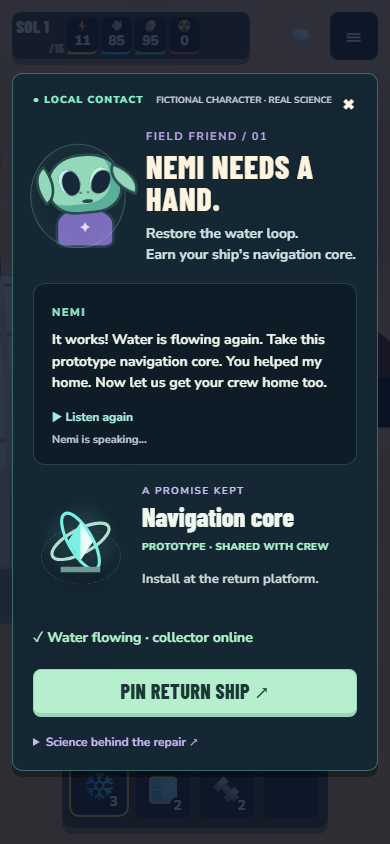 SOL 1
/15
11
85
95
0
• LOCAL CONTACT
FICTIONAL CHARACTER · REAL SCIENCE
✖
FIELD FRIEND / 01
NEMI NEEDS A
HAND.
Restore the water loop.
Earn your ship's navigation core.
NEMI
It works! Water is flowing again. Take this
prototype navigation core. You helped my
home. Now let us get your crew home too.
▶ Listen again
Nemi is speaking...
A PROMISE KEPT
Navigation core
PROTOTYPE · SHARED WITH CREW
Install at the return platform.
✓ Water flowing · collector online
PIN RETURN SHIP ↗
▶ Science behind the repair ↗
3
2
2